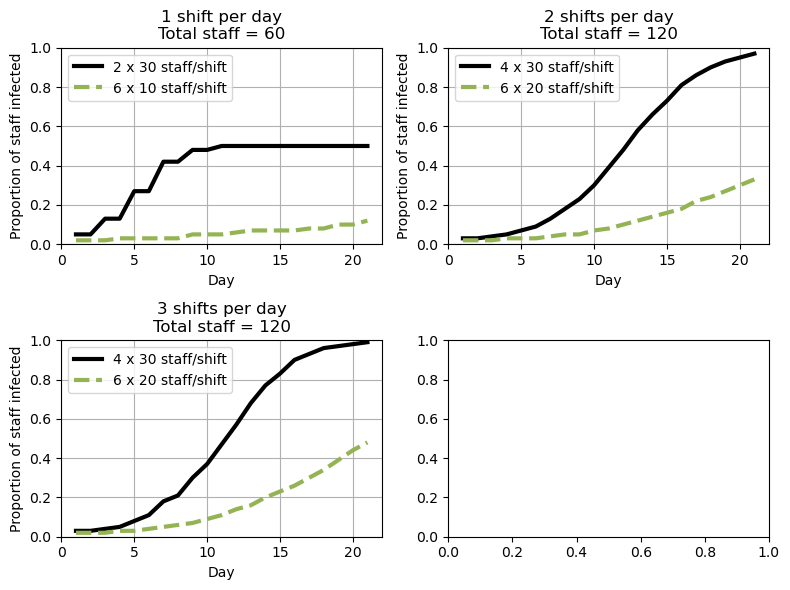 1 shift per day
Total staff = 60
Proportion of staff infected
1.0
0.8
0.6
0.4
0.2
0.0
2 x 30 staff/shift
6 x 10 staff/shift
0 5 10 15 20
Day
2 shifts per day
Total staff = 120
Proportion of staff infected
1.0
0.8
0.6
0.4
0.2
0.0
4 x 30 staff/shift
6 x 20 staff/shift
0 5 10 15 20
Day
3 shifts per day
Total staff = 120
Proportion of staff infected
1.0
0.8
0.6
0.4
0.2
0.0
4 x 30 staff/shift
6 x 20 staff/shift
0 5 10 15 20
Day
1.0
0.8
0.6
0.4
0.2
0.0
0.0 0.2 0.4 0.6 0.8 1.0